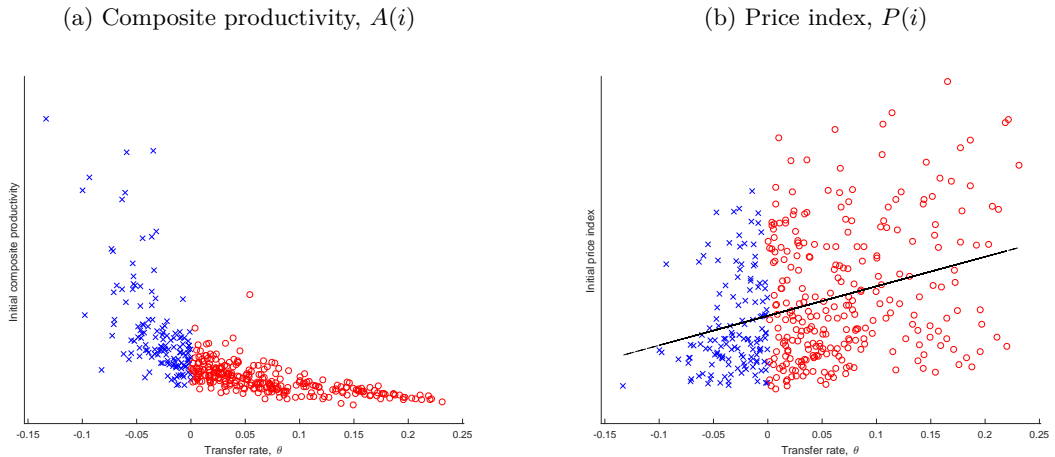 (a) Composite productivity, A(i)
Initial composite productivity
-0.15 -0.1 -0.05 0 0.05 0.1 0.15 0.2 0.25
Transfer rate, θ
(b) Price index, P(i)
Initial price index
-0.15 -0.1 -0.05 0 0.05 0.1 0.15 0.2 0.25
Transfer rate, θ